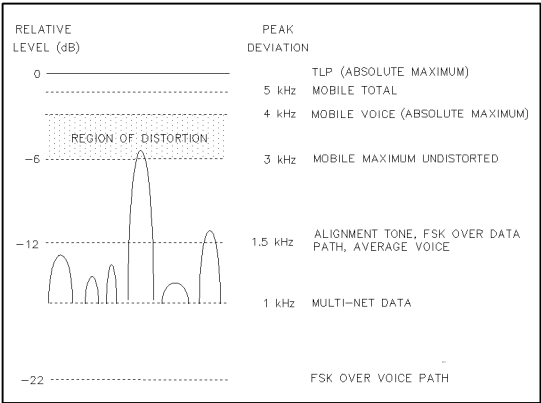 RELATIVE LEVEL (dB)
PEAK DEVIATION
0
TLP (ABSOLUTE MAXIMUM)
5 kHz MOBILE TOTAL
4 kHz MOBILE VOICE (ABSOLUTE MAXIMUM)
REGION OF DISTORTION
-6
3 kHz MOBILE MAXIMUM UNDISTORTED
-12
1.5 kHz ALIGNMENT TONE, FSK OVER DATA
PATH, AVERAGE VOICE
1 kHz MULTI-NET DATA
-22
FSK OVER VOICE PATH